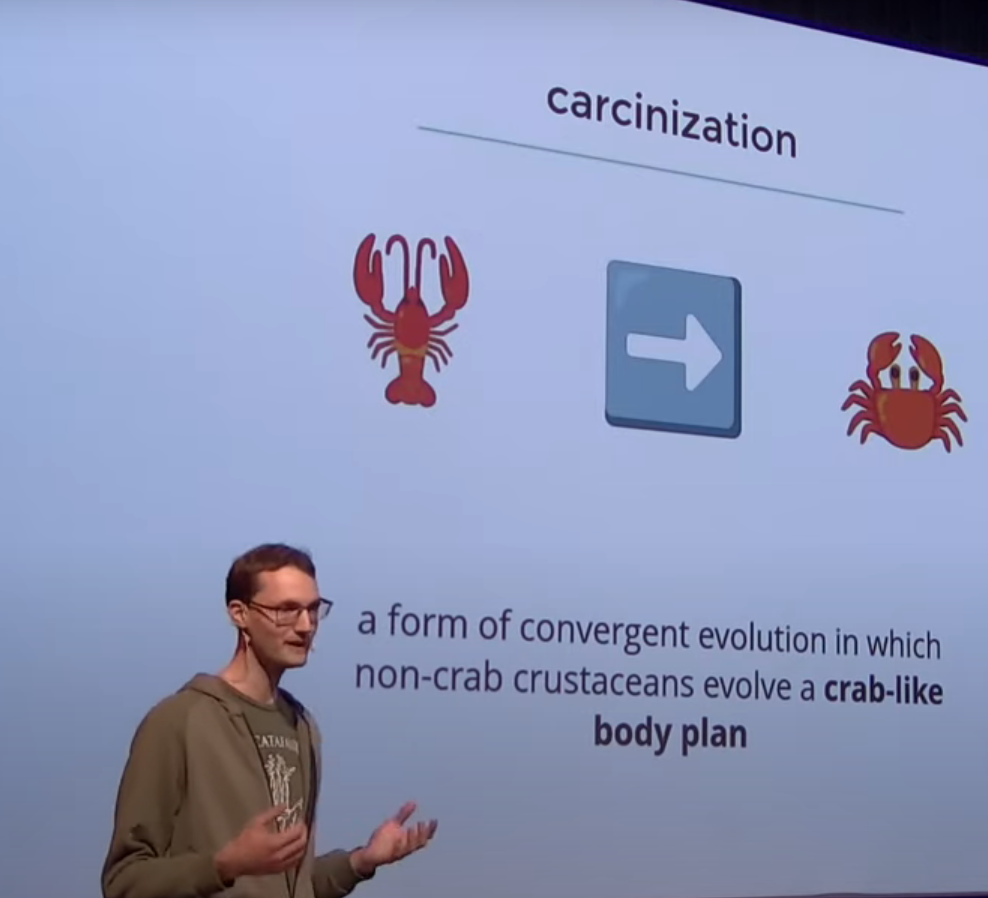 carcinization
a form of convergent evolution in which
non-crab crustaceans evolve a crab-like
body plan